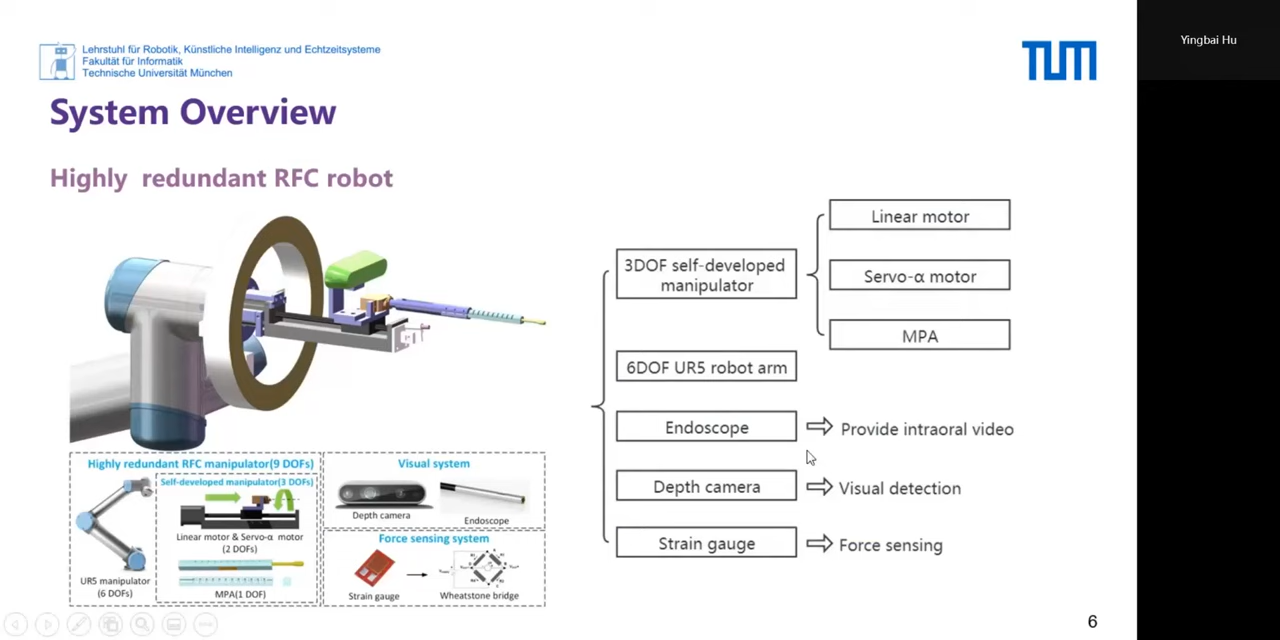 Yingbai Hu
Lehrstuhl für Robotik, Künstliche Intelligenz und Echtzeitsysteme
Fakultät für Informatik
Technische Universität München
TUM
System Overview
Highly redundant RFC robot
Highly redundant RFC manipulator(9 DOFs)
Self-developed manipulator(3 DOFs)
Linear motor & Servo-α motor
(2 DOFs)
UR5 manipulator
(6 DOFs)
MPA(1 DOF)
Visual system
Depth camera
Endoscope
Force sensing system
Strain gauge
Wheatstone bridge
3DOF self-developed
manipulator
Linear motor
Servo-α motor
MPA
6DOF UR5 robot arm
Endoscope
Provide intraoral video
Depth camera
Visual detection
Strain gauge
Force sensing
6